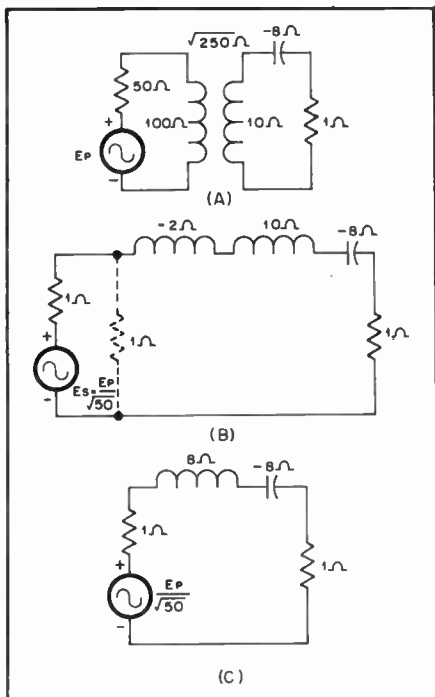 √250Ω
-8Ω
50Ω
100Ω
10Ω
1Ω
+
EP
-
(A)
-2Ω
10Ω
-8Ω
1Ω
1Ω
1Ω
+
ES=EP/√50
-
(B)
8Ω
-8Ω
1Ω
1Ω
+
EP/√50
-
(C)